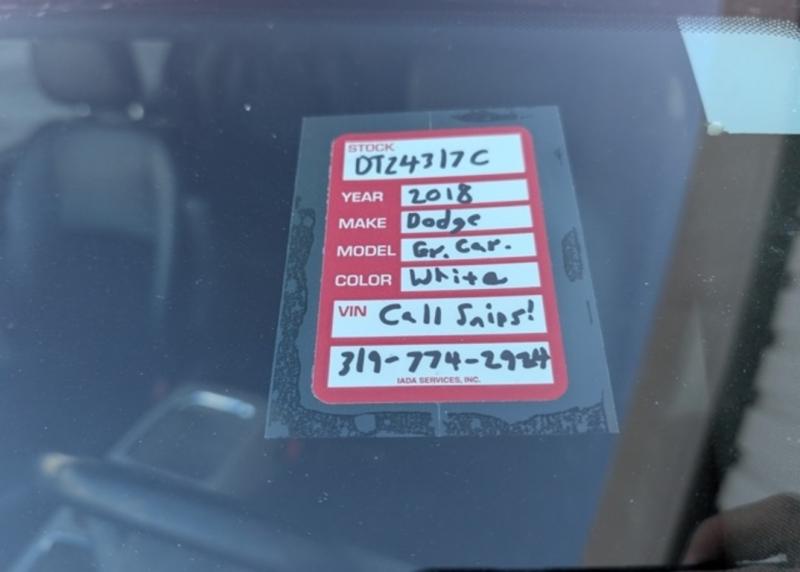 STOCK
DT24317C
YEAR 2018
MAKE Dodge
MODEL Gr. Car.
COLOR White
VIN Call Snips!
319-774-2924
IADA SERVICES, INC.